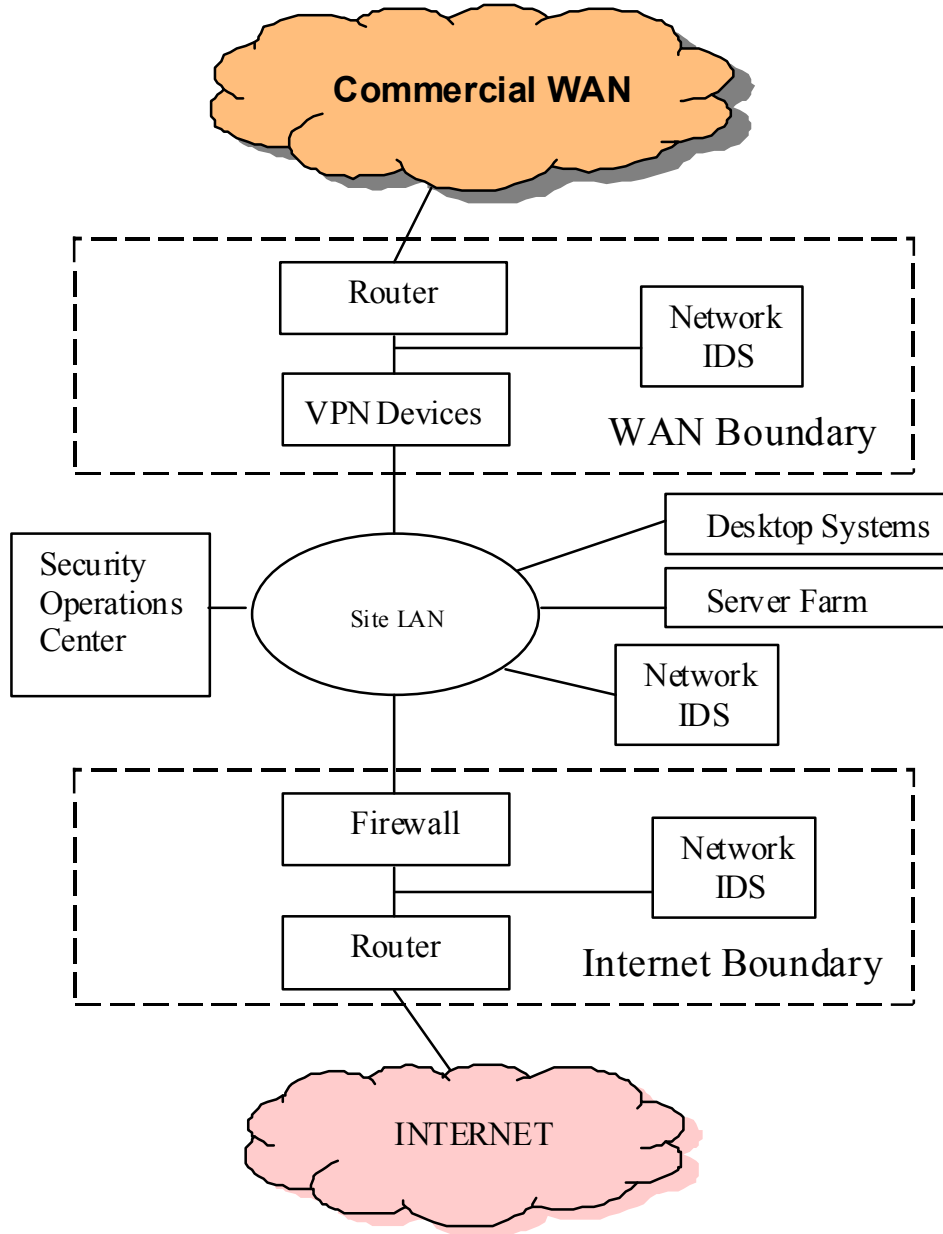 Commercial WAN
Router
Network
IDS
VPN Devices
WAN Boundary
Desktop Systems
Security
Operations
Center
Site LAN
Server Farm
Network
IDS
Firewall
Network
IDS
Router
Internet Boundary
INTERNET